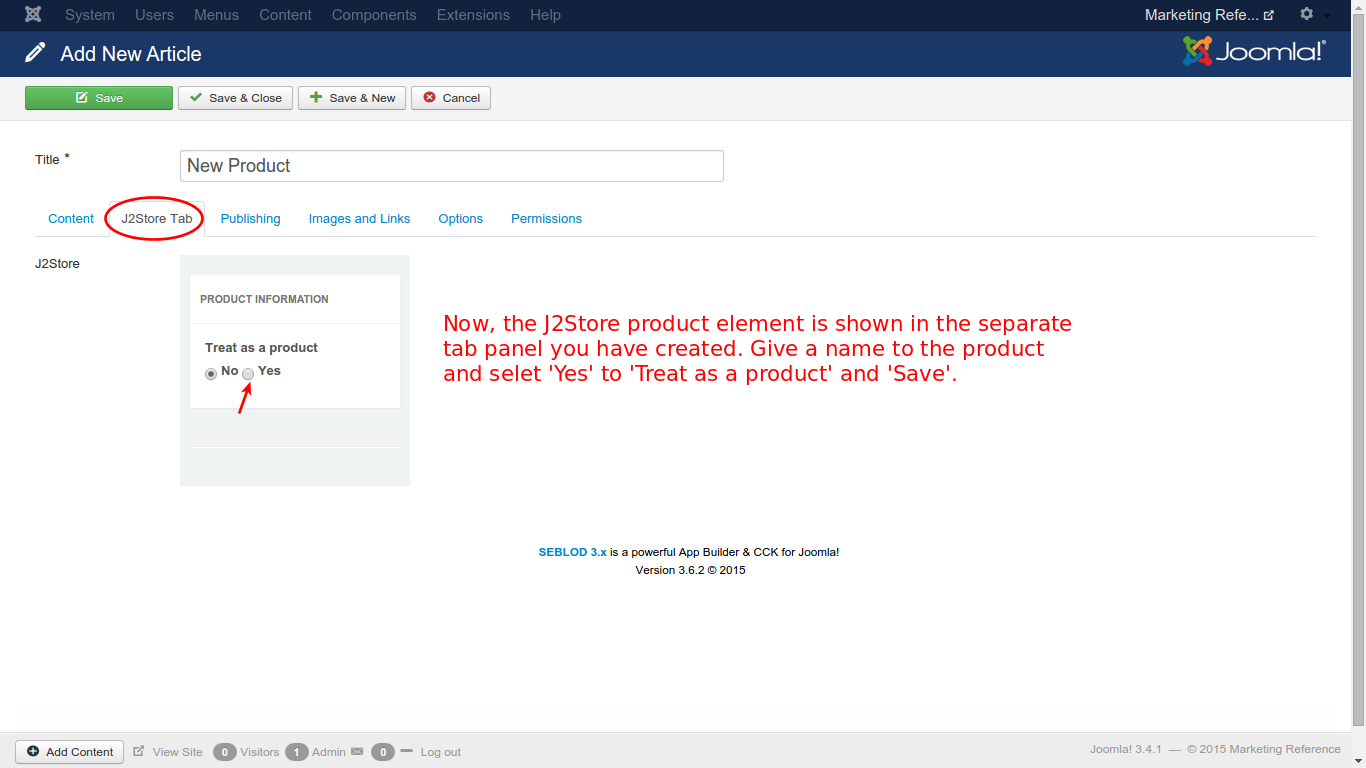 System Users Menus Content Components Extensions Help Marketing Refe...
Add New Article Joomla!®
Save Save & Close Save & New Cancel
Title * New Product
Content J2Store Tab Publishing Images and Links Options Permissions
J2Store
PRODUCT INFORMATION
Treat as a product
No Yes
Now, the J2Store product element is shown in the separate
tab panel you have created. Give a name to the product
and selet 'Yes' to 'Treat as a product' and 'Save'.
SEBLOD 3.x is a powerful App Builder & CCK for Joomla!
Version 3.6.2 © 2015
Add Content View Site 0 Visitors 1 Admin 0 Log out Joomla! 3.4.1 — © 2015 Marketing Reference